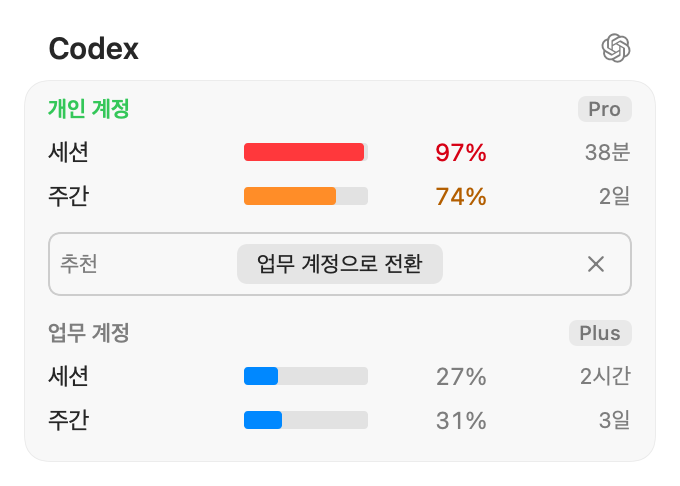 Codex
개인 계정 Pro
세션 97% 38분
주간 74% 2일
추천 업무 계정으로 전환
업무 계정 Plus
세션 27% 2시간
주간 31% 3일